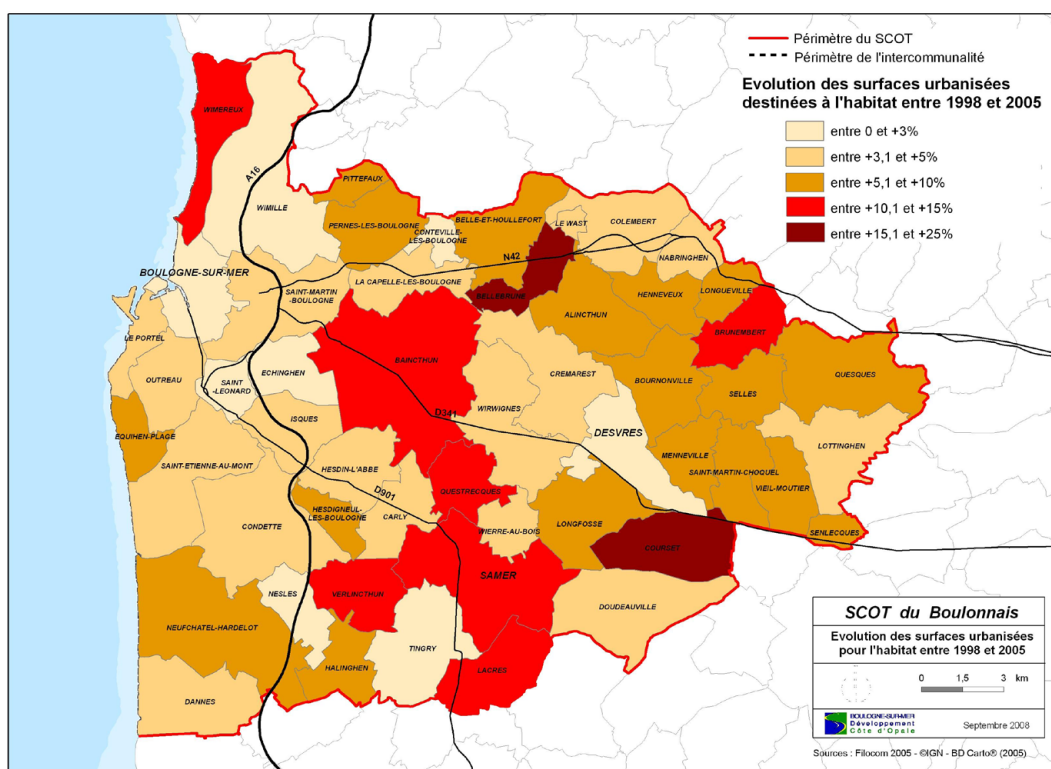 Périmètre du SCOT
Périmètre de l'intercommunalité
Evolution des surfaces urbanisées
destinées à l'habitat entre 1998 et 2005
entre 0 et +3%
entre +3,1 et +5%
entre +5,1 et +10%
entre +10,1 et +15%
entre +15,1 et +25%
WIMEREUX
A16
WIMILLE
PITTEFAUX
PERNES-LES-BOULOGNE
CONTEVILLE
-LES-BOULOGNE
BELLE-ET-HOULLEFORT
LE WAST
COLEMBERT
NABRINGHEN
N42
BOULOGNE-SUR-MER
SAINT-MARTIN
-BOULOGNE
LA CAPELLE-LES-BOULOGNE
BELLEBRUNE
HENNEVEUX
LONGUEVILLE
ALINCTHUN
BRUNEMBERT
LE PORTEL
BAINCTHUN
ECHINGHEN
CREMAREST
BOURNONVILLE
QUESQUES
OUTREAU
SAINT
-LEONARD
SELLES
WIRWIGNES
D341
ISQUES
DESVRES
EQUIHEN-PLAGE
LOTTINGHEN
MENNEVILLE
SAINT-ETIENNE-AU-MONT
HESDIN-L'ABBE
SAINT-MARTIN-CHOQUEL
VIEIL-MOUTIER
D901
QUESTRECQUES
HESDIGNEUL-
LES-BOULOGNE
CARLY
CONDETTE
WIERRE-AU-BOIS
LONGFOSSE
SENLECQUES
COURSET
SAMER
NESLES
VERLINCTHUN
DOUDEAUVILLE
NEUFCHATEL-HARDELOT
TINGRY
HALINGHEN
LACRES
DANNES
SCOT du Boulonnais
Evolution des surfaces urbanisées
pour l'habitat entre 1998 et 2005
0 1,5 3 km
BOULOGNE-SUR-MER
Développement
Côte d'Opale
Septembre 2008
Sources : Filocom 2005 - ©IGN - BD Carto® (2005)